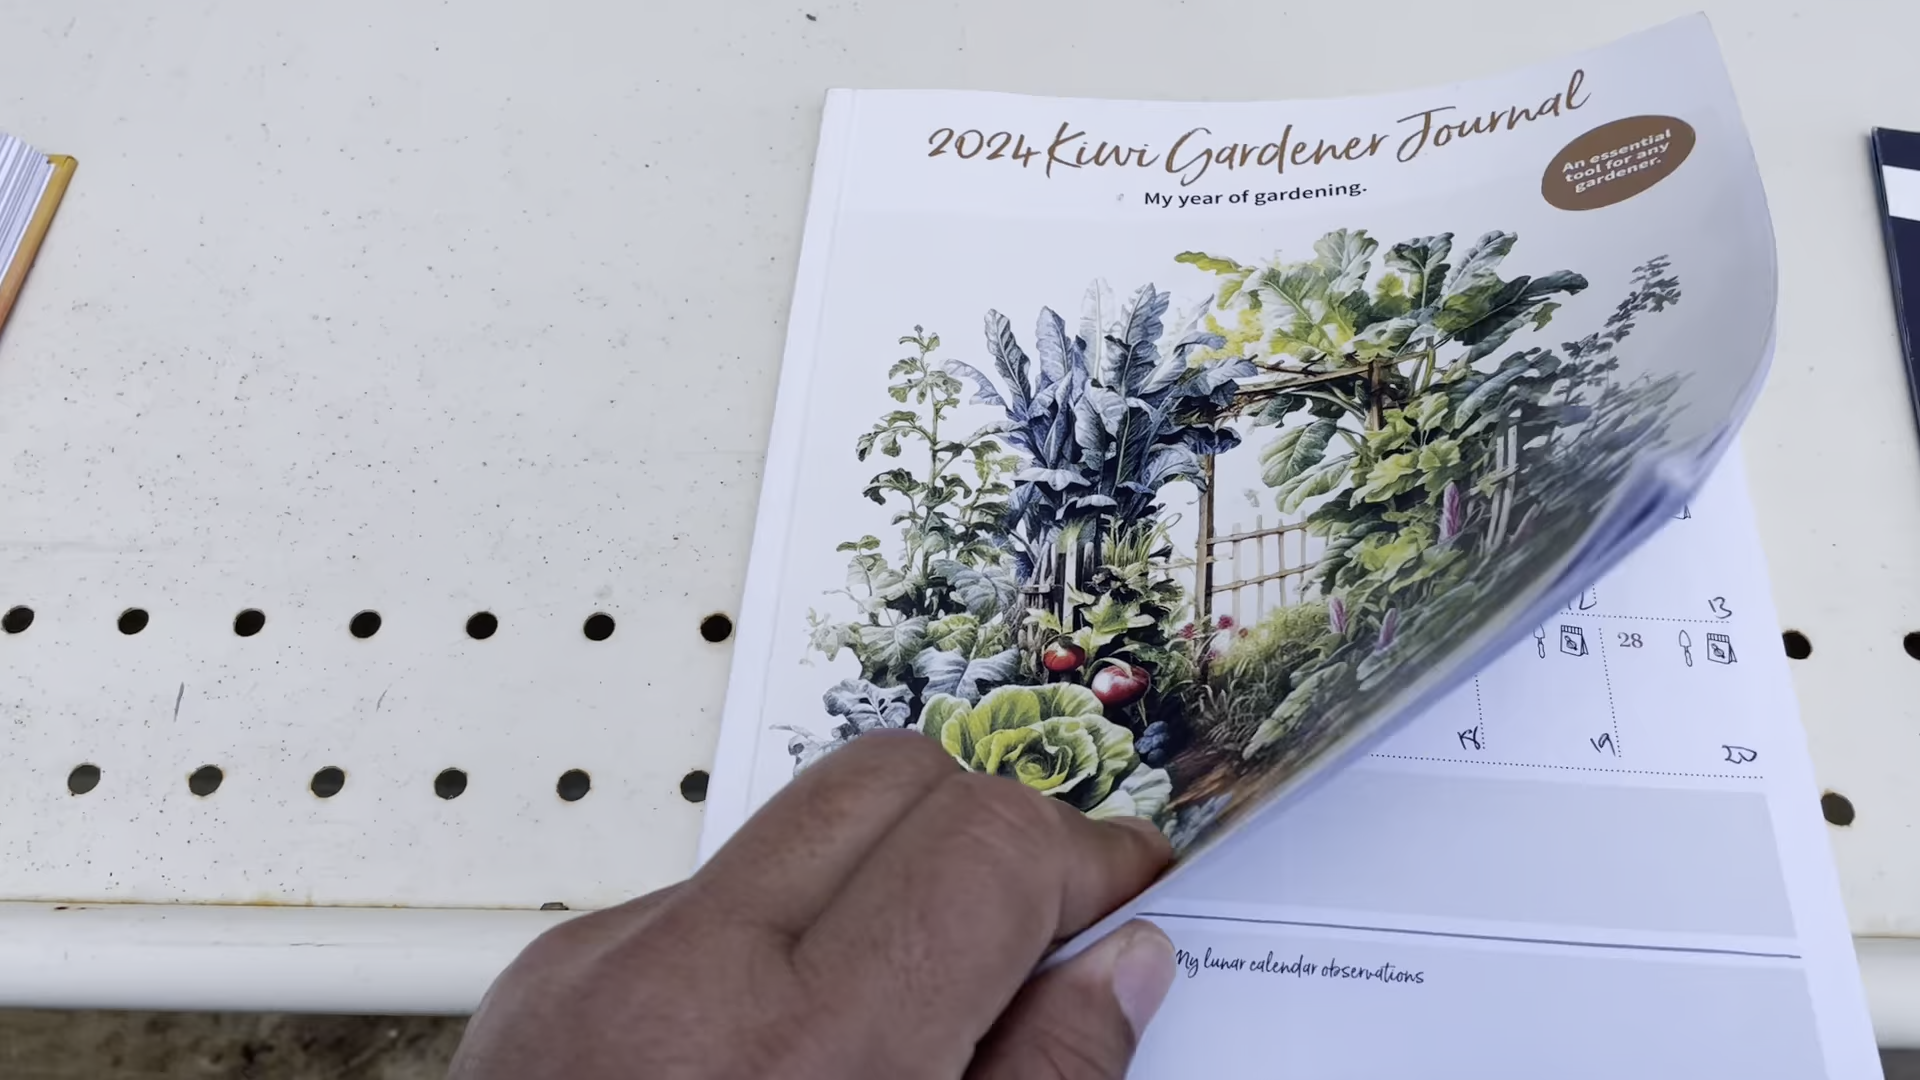 2024 Kiwi Gardener Journal
My year of gardening.
An essential
tool for any
gardener.
12
13
28
18
19
20
My lunar calendar observations